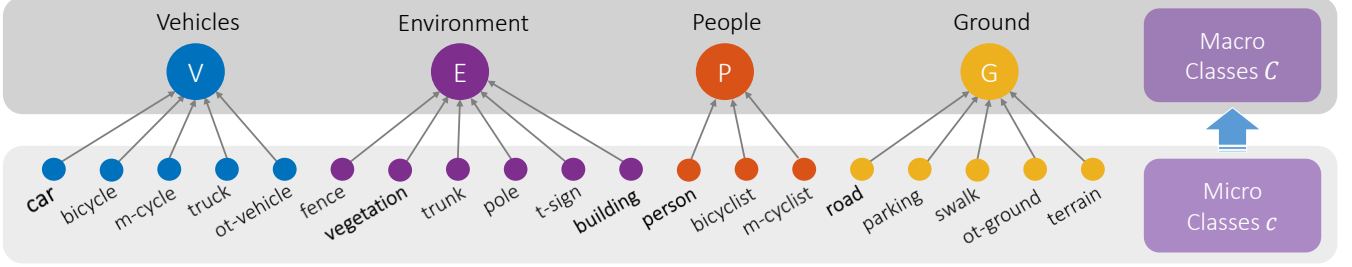 Vehicles
Environment
People
Ground
V
E
P
G
Macro
Classes C
car
bicycle
m-cycle
truck
ot-vehicle
fence
vegetation
trunk
pole
t-sign
building
person
bicyclist
m-cyclist
road
parking
swalk
ot-ground
terrain
Micro
Classes c